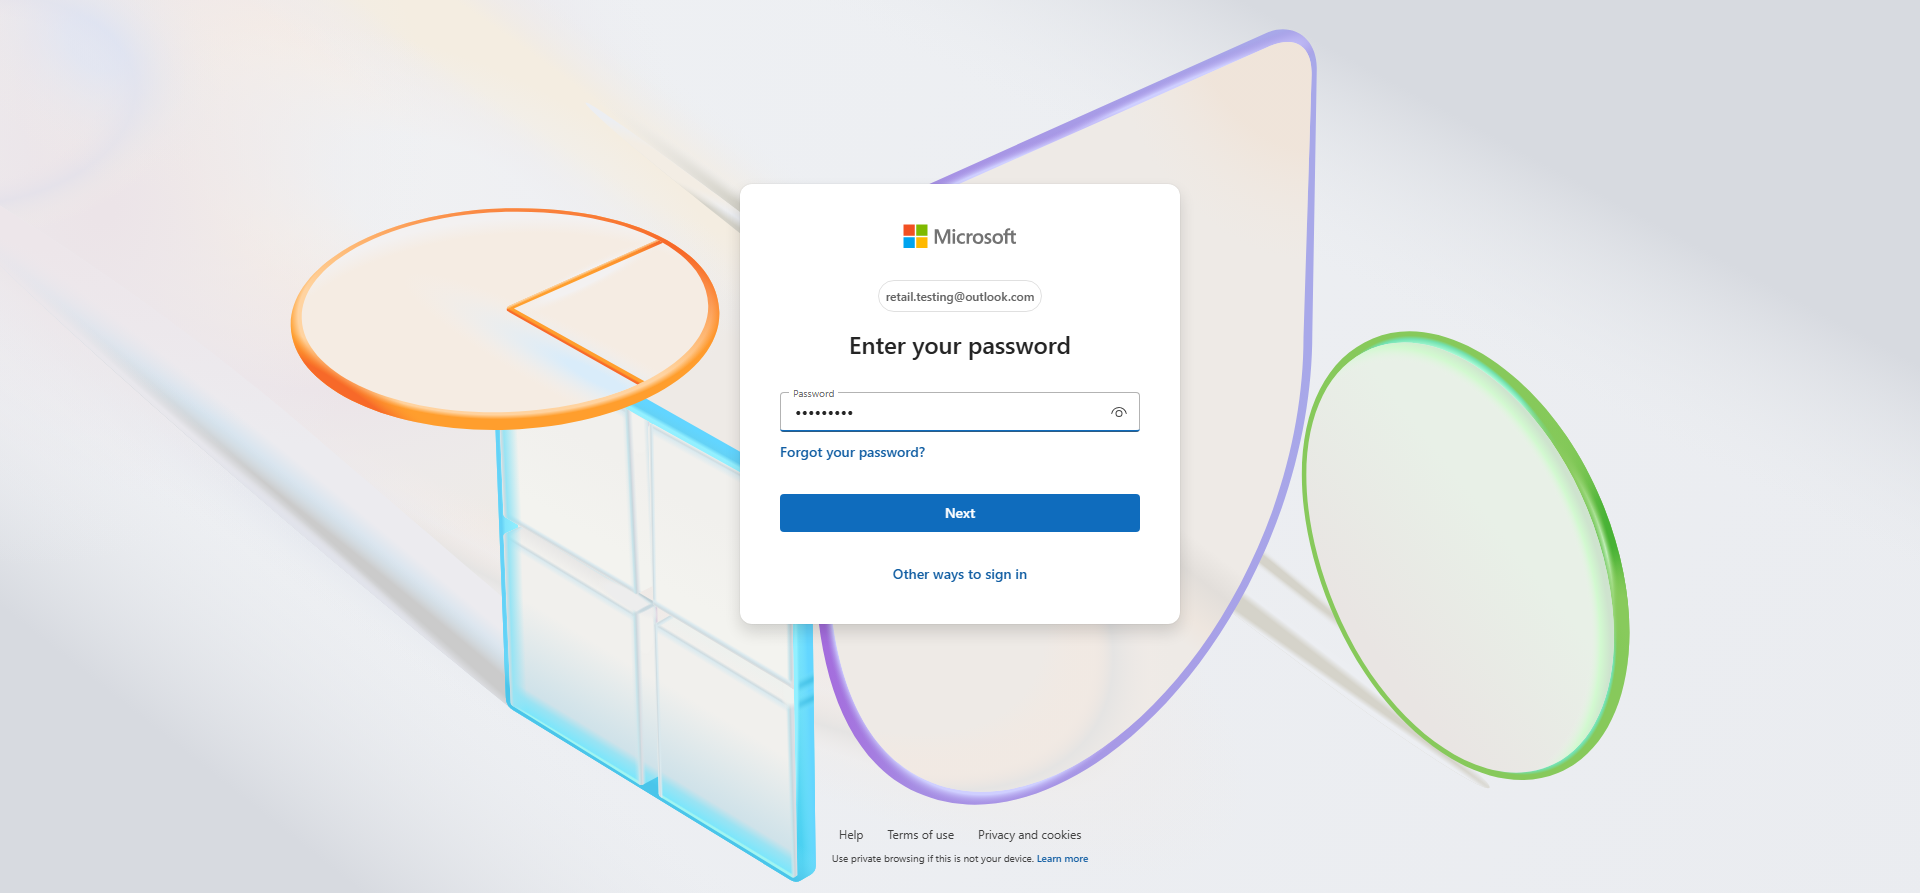 Microsoft
retail.testing@outlook.com
Enter your password
Password
•••••••••
Forgot your password?
Next
Other ways to sign in
Help Terms of use Privacy and cookies
Use private browsing if this is not your device. Learn more